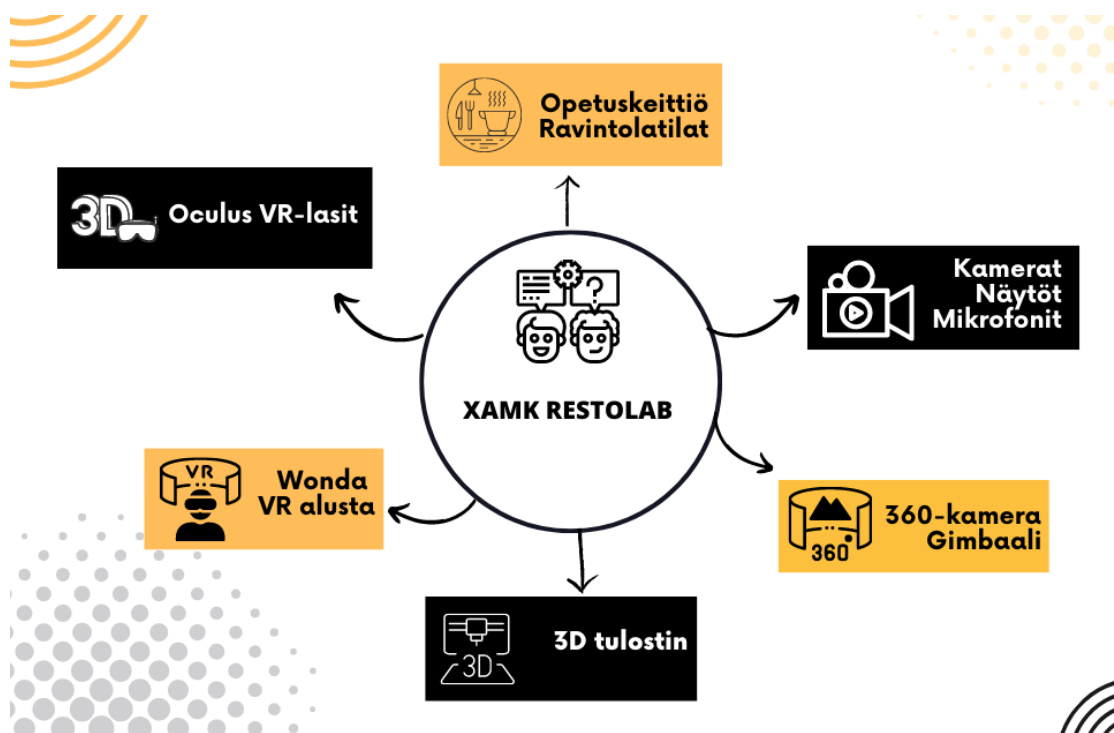 Opetuskeittiö
Ravintolatilat
3D
Oculus VR-lasit
Kamerat
Näytöt
Mikrofonit
?
XAMK RESTOLAB
VR
Wonda
VR alusta
360°
360-kamera
Gimbaali
3D
3D tulostin